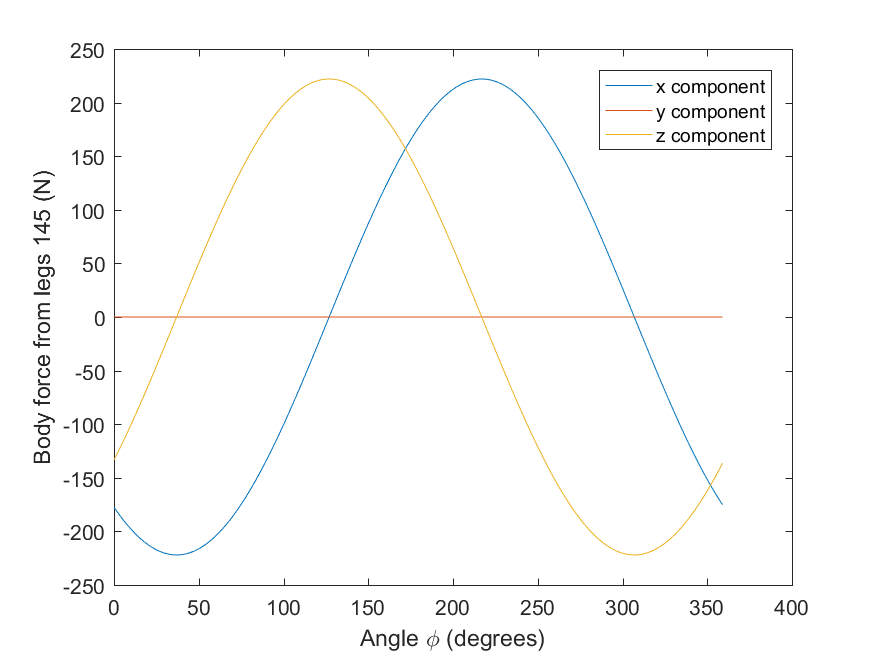 250
200
150
100
50
0
-50
-100
-150
-200
-250
0 50 100 150 200 250 300 350 400
Body force from legs 145 (N)
Angle ϕ (degrees)
x component
y component
z component